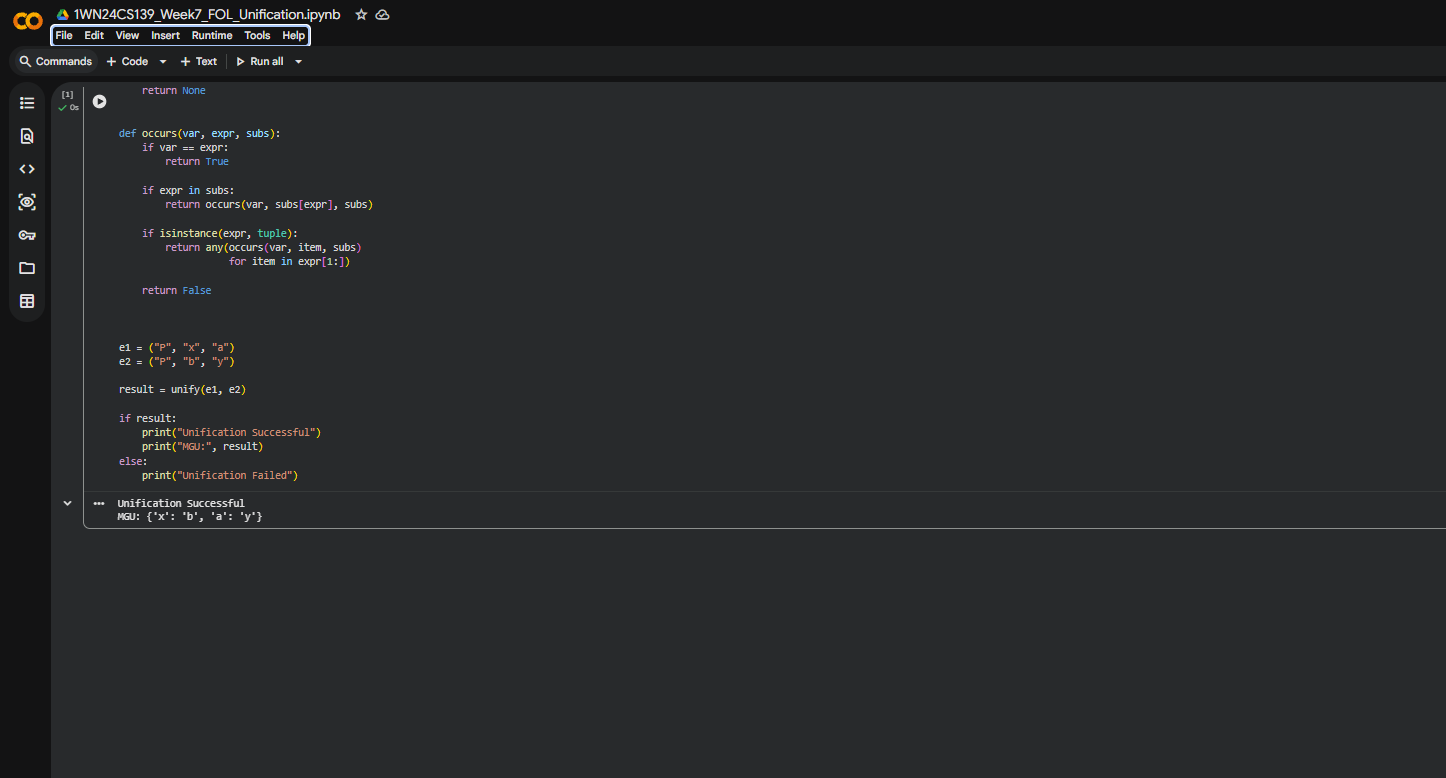 1WN24CS139_Week7_FOL_Unification.ipynb
File Edit View Insert Runtime Tools Help
Commands + Code + Text Run all
[1]
0s
    return None
def occurs(var, expr, subs):
    if var == expr:
        return True
    if expr in subs:
        return occurs(var, subs[expr], subs)
    if isinstance(expr, tuple):
        return any(occurs(var, item, subs)
                   for item in expr[1:])
    return False
e1 = ("P", "x", "a")
e2 = ("P", "b", "y")
result = unify(e1, e2)
if result:
    print("Unification Successful")
    print("MGU:", result)
else:
    print("Unification Failed")
Unification Successful
MGU: {'x': 'b', 'a': 'y'}